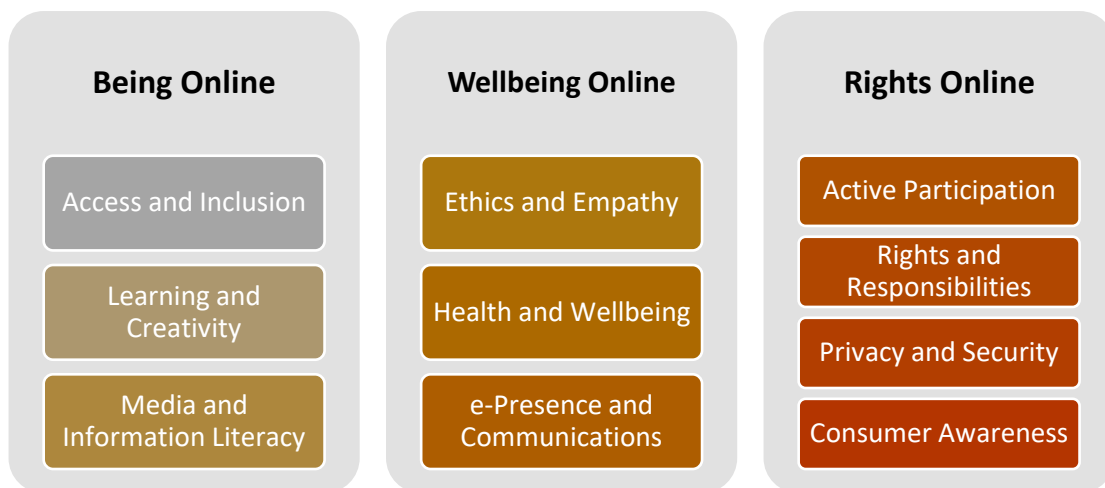 Being Online
Access and Inclusion
Learning and
Creativity
Media and
Information Literacy
Wellbeing Online
Ethics and Empathy
Health and Wellbeing
e-Presence and
Communications
Rights Online
Active Participation
Rights and
Responsibilities
Privacy and Security
Consumer Awareness